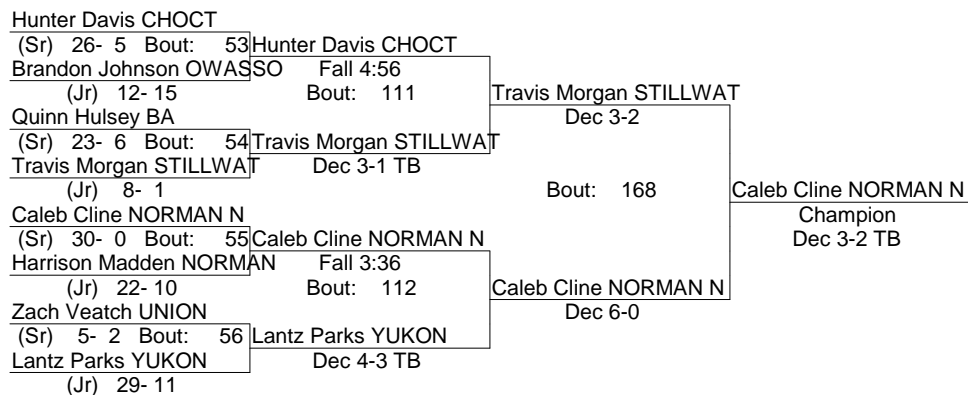 Hunter Davis CHOCT
(Sr) 26- 5 Bout: 53 Hunter Davis CHOCT
Brandon Johnson OWASSO Fall 4:56
(Jr) 12- 15 Bout: 111 Travis Morgan STILLWAT
Quinn Hulsey BA Dec 3-2
(Sr) 23- 6 Bout: 54 Travis Morgan STILLWAT
Travis Morgan STILLWAT Dec 3-1 TB
(Jr) 8- 1 Bout: 168 Caleb Cline NORMAN N
Caleb Cline NORMAN N Champion
(Sr) 30- 0 Bout: 55 Caleb Cline NORMAN N Dec 3-2 TB
Harrison Madden NORMAN Fall 3:36
(Jr) 22- 10 Bout: 112 Caleb Cline NORMAN N
Zach Veatch UNION Dec 6-0
(Sr) 5- 2 Bout: 56 Lantz Parks YUKON
Lantz Parks YUKON Dec 4-3 TB
(Jr) 29- 11